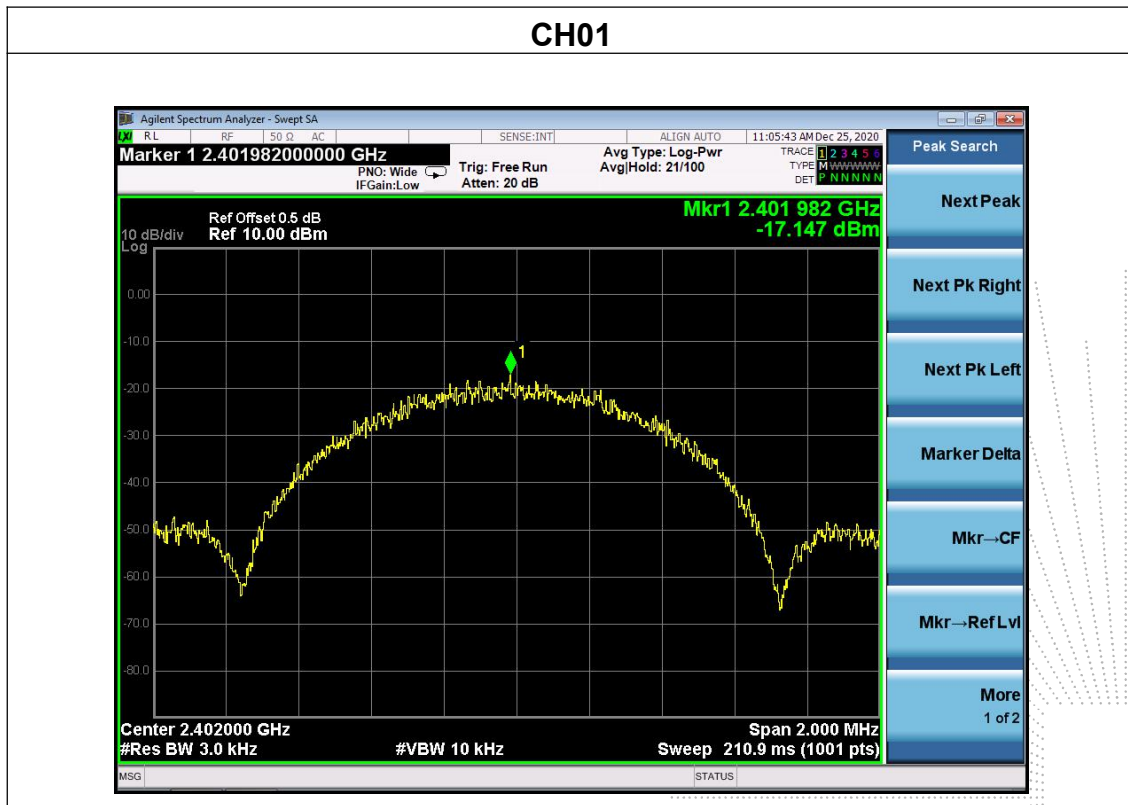 CH01
Agilent Spectrum Analyzer - Swept SA
LXI RL RF 50 Ω AC SENSE:INT ALIGN AUTO 11:05:43 AM Dec 25, 2020
Marker 1 2.401982000000 GHz
PNO: Wide
IFGain:Low
Trig: Free Run
Atten: 20 dB
Avg Type: Log-Pwr
Avg|Hold: 21/100
TRACE 1 2 3 4 5 6
TYPE M WWWWW
DET P N N N N N
Mkr1 2.401 982 GHz
-17.147 dBm
Ref Offset 0.5 dB
10 dB/div Ref 10.00 dBm
Log
0.00
-10.0
1
-20.0
-30.0
-40.0
-50.0
-60.0
-70.0
-80.0
Center 2.402000 GHz Span 2.000 MHz
#Res BW 3.0 kHz #VBW 10 kHz Sweep 210.9 ms (1001 pts)
MSG STATUS
Peak Search
Next Peak
Next Pk Right
Next Pk Left
Marker Delta
Mkr→CF
Mkr→Ref Lvl
More
1 of 2